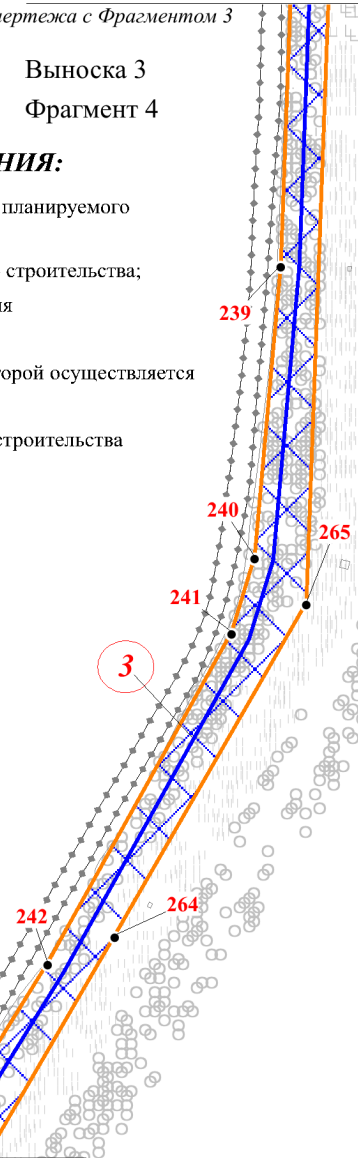 ертежа с Фрагментом 3
Выноска 3
Фрагмент 4
НИЯ:
планируемого
строительства;
ия
торой осуществляется
строительства
239
240
265
241
3
264
242